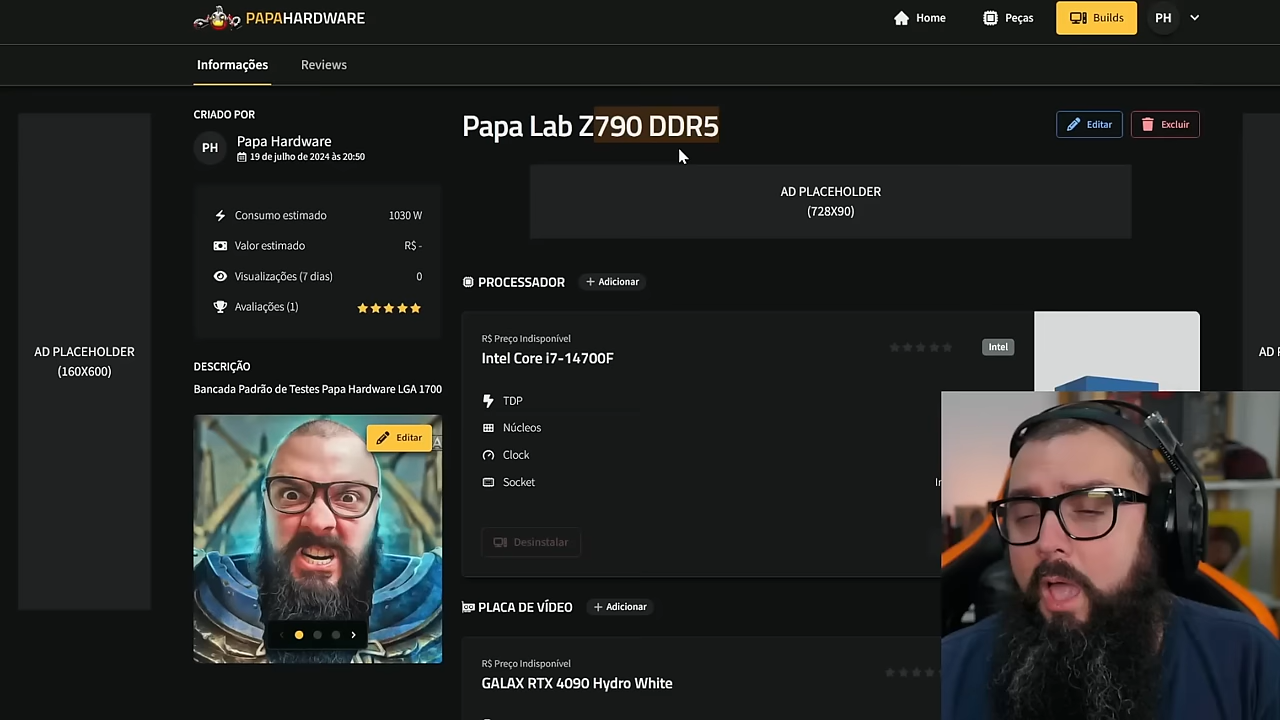 PAPAHARDWARE
Home
Peças
Builds
PH
Informações
Reviews
CRIADO POR
PH
Papa Hardware
19 de julho de 2024 às 20:50
Papa Lab Z790 DDR5
Editar
Excluir
AD PLACEHOLDER
(728X90)
Consumo estimado 1030 W
Valor estimado R$ -
Visualizações (7 dias) 0
Avaliações (1)
AD PLACEHOLDER
(160X600)
DESCRIÇÃO
Bancada Padrão de Testes Papa Hardware LGA 1700
Editar
PROCESSADOR
+ Adicionar
R$ Preço Indisponível
Intel Core i7-14700F
Intel
TDP
Núcleos
Clock
Socket
Desinstalar
AD
PLACA DE VÍDEO
+ Adicionar
R$ Preço Indisponível
GALAX RTX 4090 Hydro White